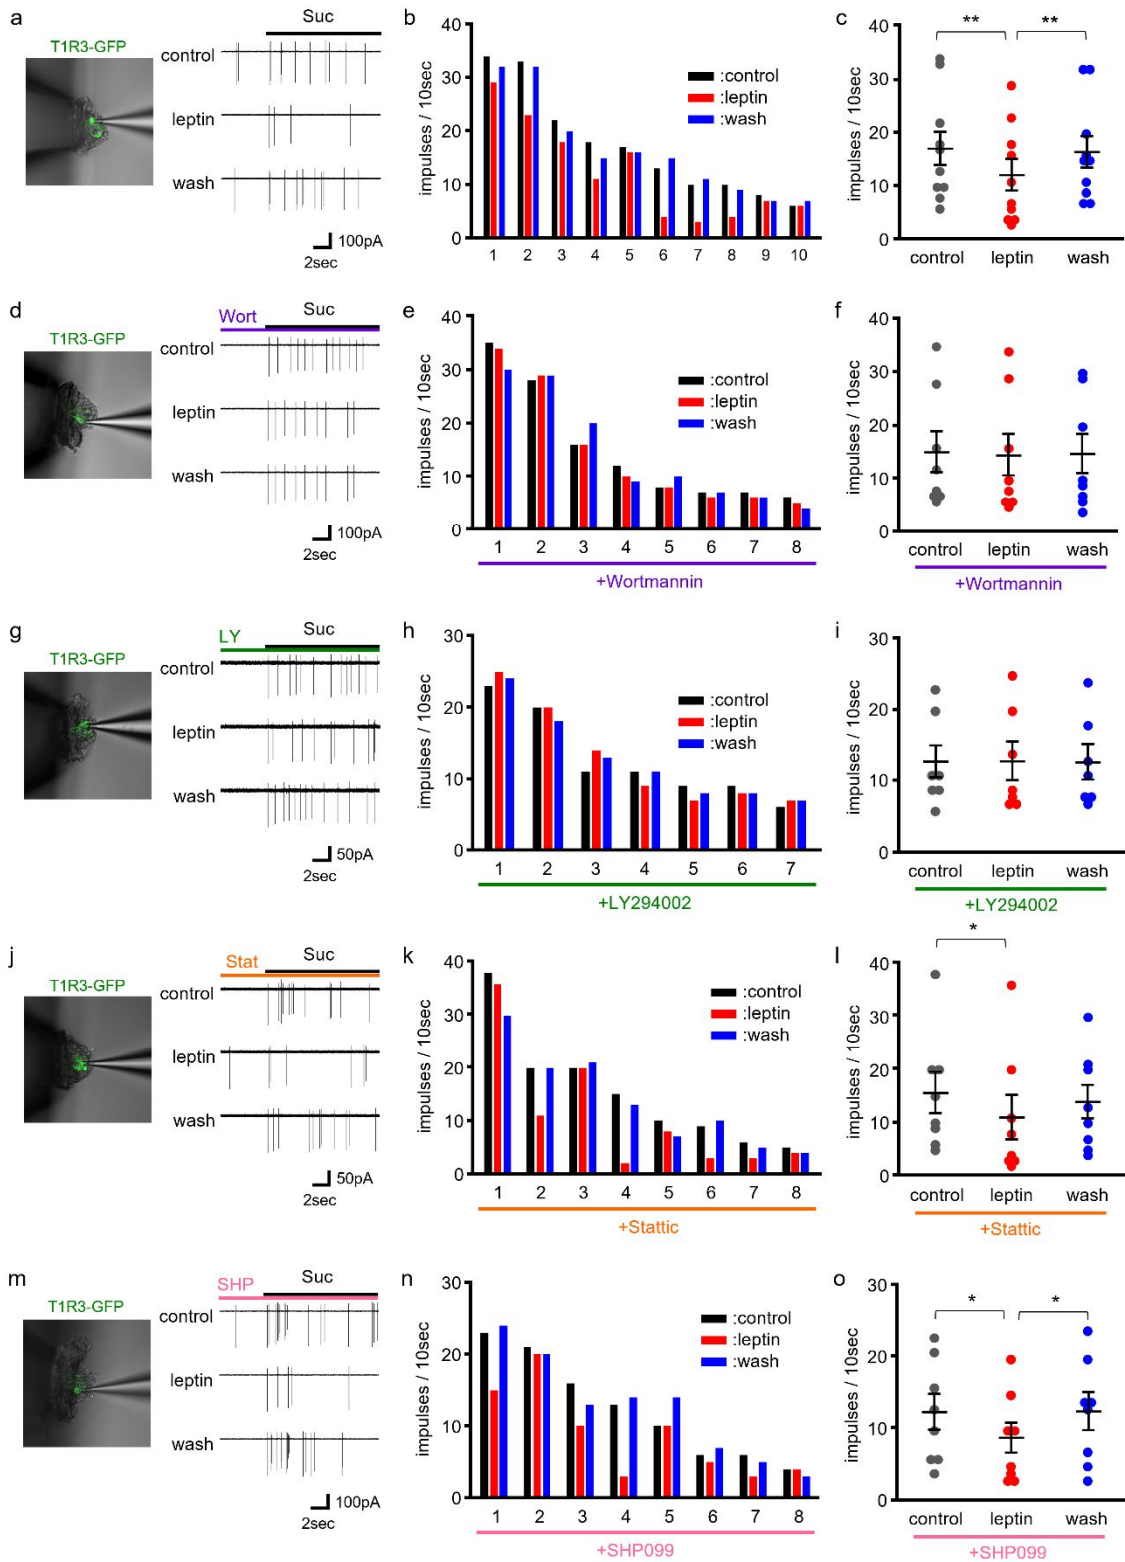 a
T1R3-GFP
Suc
control
leptin
wash
100pA
2sec
b
impulses / 10sec
40
30
20
10
0
:control
:leptin
:wash
1 2 3 4 5 6 7 8 9 10
c
** **
impulses / 10sec
40
30
20
10
0
control leptin wash
d
T1R3-GFP
Wort
Suc
control
leptin
wash
100pA
2sec
e
impulses / 10sec
40
30
20
10
0
:control
:leptin
:wash
1 2 3 4 5 6 7 8
+Wortmannin
f
impulses / 10sec
40
30
20
10
0
control leptin wash
+Wortmannin
g
T1R3-GFP
LY
Suc
control
leptin
wash
50pA
2sec
h
impulses / 10sec
30
20
10
0
:control
:leptin
:wash
1 2 3 4 5 6 7
+LY294002
i
impulses / 10sec
30
20
10
0
control leptin wash
+LY294002
j
T1R3-GFP
Stat
Suc
control
leptin
wash
50pA
2sec
k
impulses / 10sec
40
30
20
10
0
:control
:leptin
:wash
1 2 3 4 5 6 7 8
+Stattic
l
*
impulses / 10sec
40
30
20
10
0
control leptin wash
+Stattic
m
T1R3-GFP
SHP
Suc
control
leptin
wash
100pA
2sec
n
impulses / 10sec
30
20
10
0
:control
:leptin
:wash
1 2 3 4 5 6 7 8
+SHP099
o
* *
impulses / 10sec
30
20
10
0
control leptin wash
+SHP099